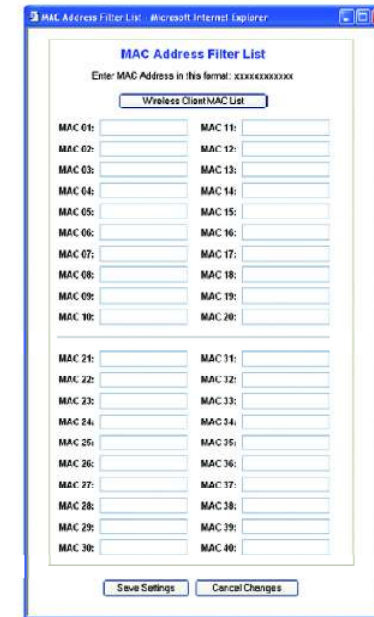 MAC Address Filter List - Microsoft Internet Explorer
MAC Address Filter List
Enter MAC Address in this format: xxxxxxxxxxxx
Wireless Client MAC List
MAC 01: MAC 11:
MAC 02: MAC 12:
MAC 03: MAC 13:
MAC 04: MAC 14:
MAC 05: MAC 15:
MAC 06: MAC 16:
MAC 07: MAC 17:
MAC 08: MAC 18:
MAC 09: MAC 19:
MAC 10: MAC 20:
MAC 21: MAC 31:
MAC 22: MAC 32:
MAC 23: MAC 33:
MAC 24: MAC 34:
MAC 25: MAC 35:
MAC 26: MAC 36:
MAC 27: MAC 37:
MAC 28: MAC 38:
MAC 29: MAC 39:
MAC 30: MAC 40:
Save Settings Cancel Changes